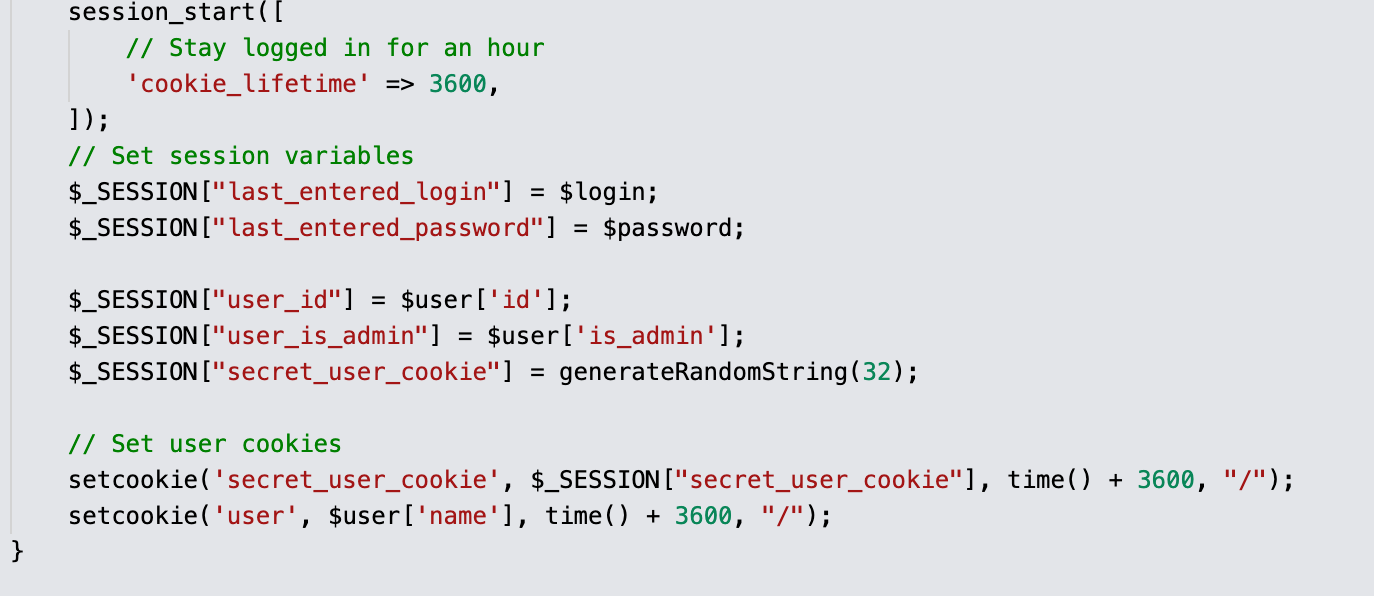 session_start([
// Stay logged in for an hour
'cookie_lifetime' => 3600,
]);
// Set session variables
$_SESSION["last_entered_login"] = $login;
$_SESSION["last_entered_password"] = $password;
$_SESSION["user_id"] = $user['id'];
$_SESSION["user_is_admin"] = $user['is_admin'];
$_SESSION["secret_user_cookie"] = generateRandomString(32);
// Set user cookies
setcookie('secret_user_cookie', $_SESSION["secret_user_cookie"], time() + 3600, "/");
setcookie('user', $user['name'], time() + 3600, "/");
}